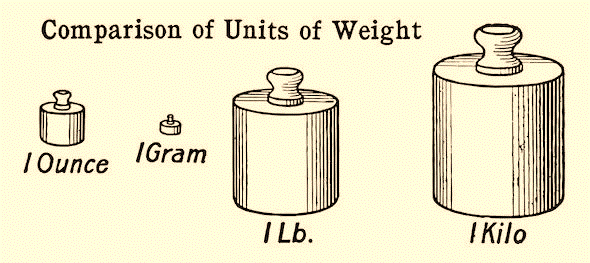 Comparison of Units of Weight
1 Ounce
1 Gram
1 Lb.
1 Kilo